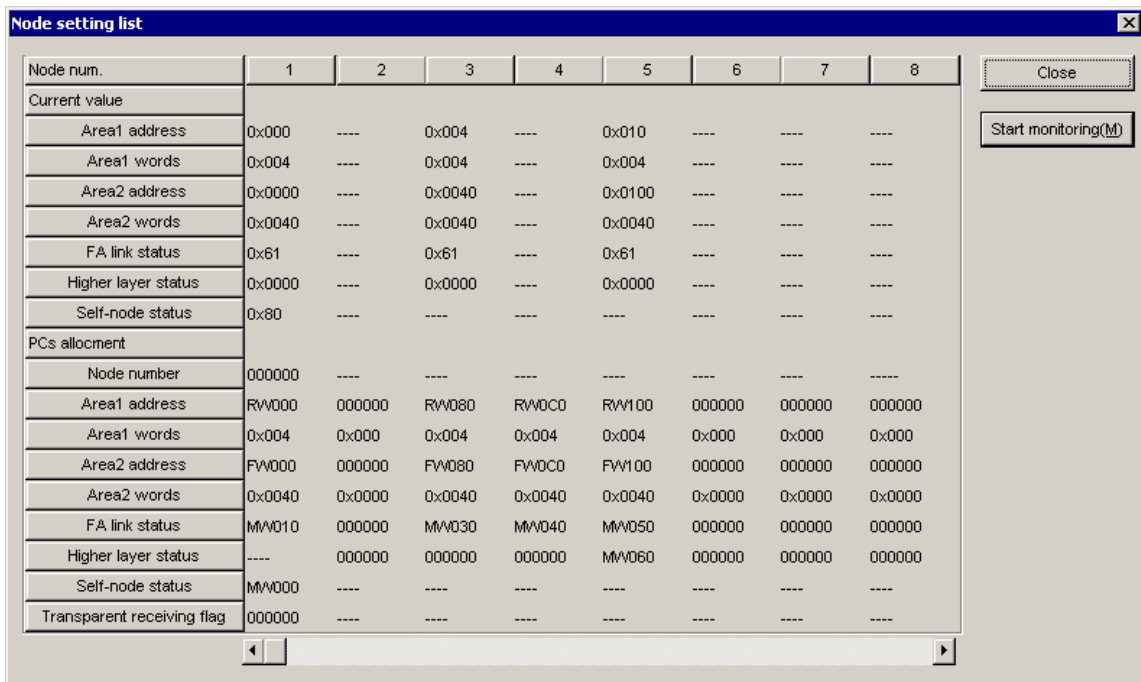 Node setting list
Node num. 1 2 3 4 5 6 7 8
Close
Current value
Area1 address 0x000 ---- 0x004 ---- 0x010 ---- ---- ----
Start monitoring(M)
Area1 words 0x004 ---- 0x004 ---- 0x004 ---- ---- ----
Area2 address 0x0000 ---- 0x0040 ---- 0x0100 ---- ---- ----
Area2 words 0x0040 ---- 0x0040 ---- 0x0040 ---- ---- ----
FA link status 0x61 ---- 0x61 ---- 0x61 ---- ---- ----
Higher layer status 0x0000 ---- 0x0000 ---- 0x0000 ---- ---- ----
Self-node status 0x80 ---- ---- ---- ---- ---- ---- ----
PCs allocment
Node number 000000 ---- ---- ---- ---- ---- ---- -----
Area1 address RW000 000000 RW080 RW0C0 RW100 000000 000000 000000
Area1 words 0x004 0x000 0x004 0x004 0x004 0x000 0x000 0x000
Area2 address FW000 000000 FW080 FW0C0 FW100 000000 000000 000000
Area2 words 0x0040 0x0000 0x0040 0x0040 0x0040 0x0000 0x0000 0x0000
FA link status MW010 000000 MW030 MW040 MW050 000000 000000 000000
Higher layer status ---- 000000 000000 000000 MW060 000000 000000 000000
Self-node status MW000 ---- ---- ---- ---- ---- ---- ----
Transparent receiving flag 000000 ---- ---- ---- ---- ---- ---- ----